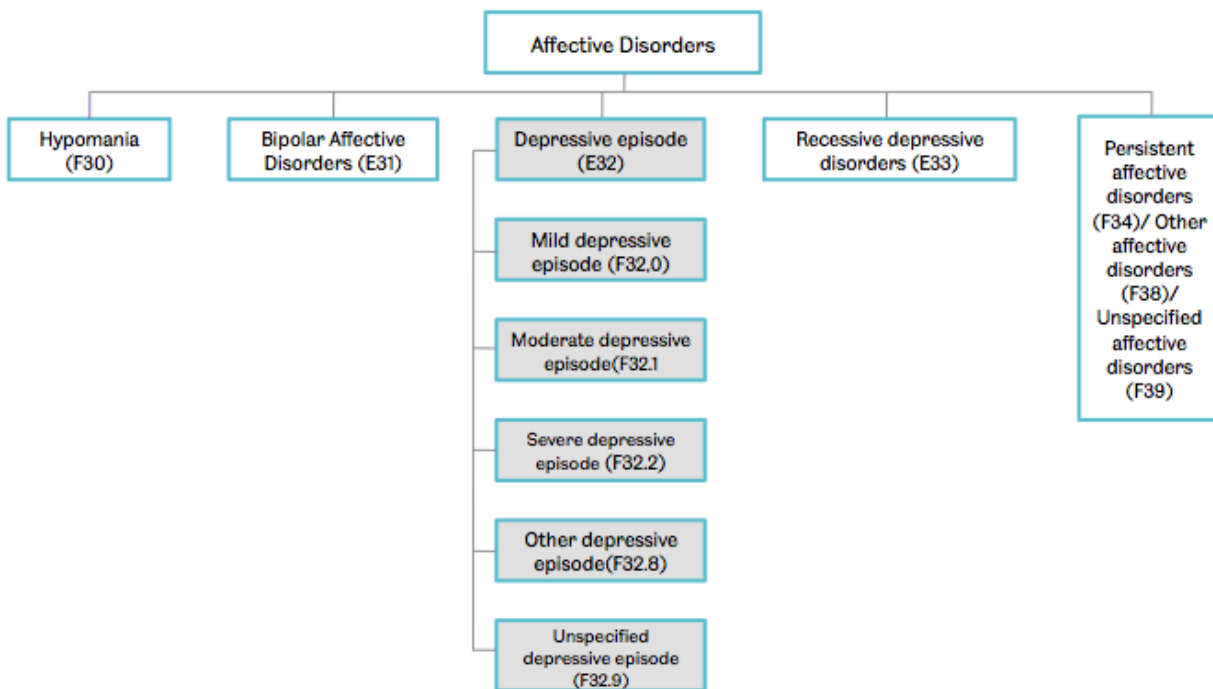 Affective Disorders
Hypomania
(F30)
Bipolar Affective
Disorders (E31)
Depressive episode
(E32)
Recessive depressive
disorders (E33)
Persistent
affective
disorders
(F34)/ Other
affective
disorders
(F38)/
Unspecified
affective
disorders
(F39)
Mild depressive
episode (F32,0)
Moderate depressive
episode(F32.1
Severe depressive
episode (F32.2)
Other depressive
episode(F32.8)
Unspecified
depressive episode
(F32.9)